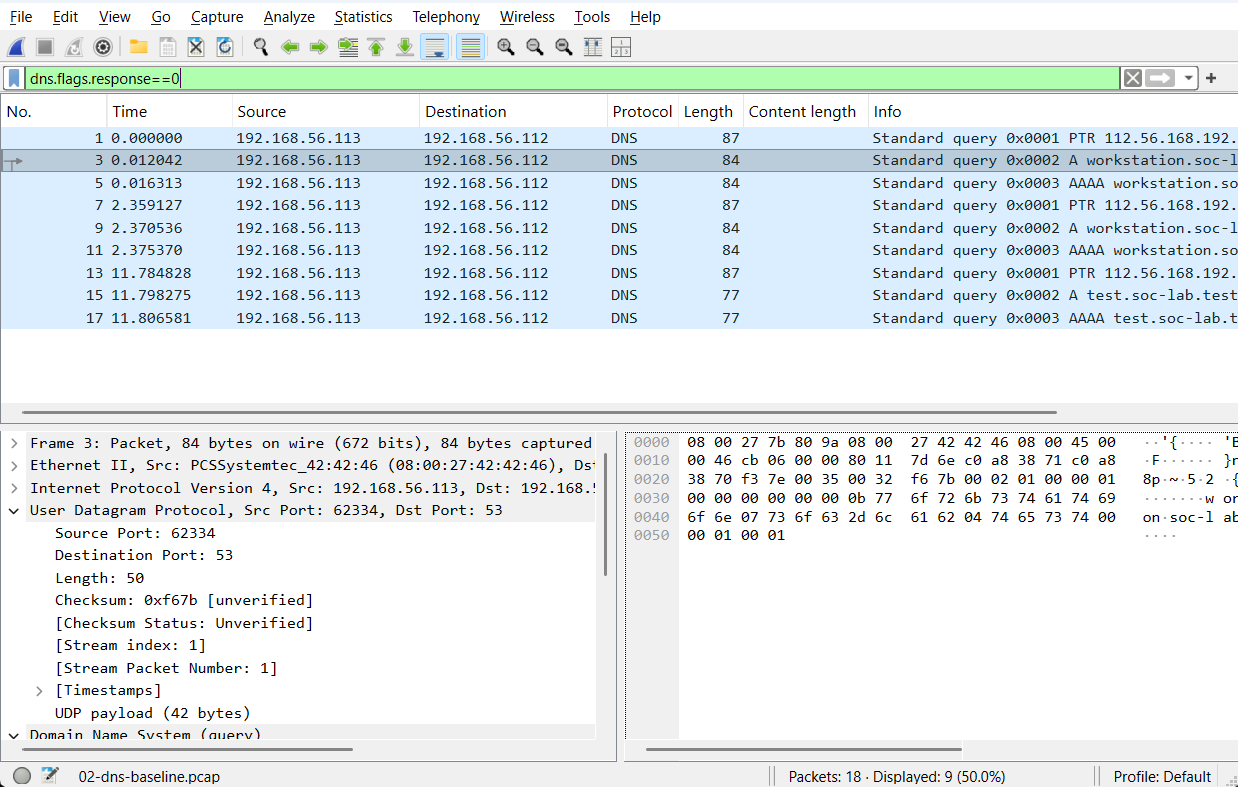 File Edit View Go Capture Analyze Statistics Telephony Wireless Tools Help
dns.flags.response==0
No. Time Source Destination Protocol Length Content length Info
1 0.000000 192.168.56.113 192.168.56.112 DNS 87 Standard query 0x0001 PTR 112.56.168.192.
3 0.012042 192.168.56.113 192.168.56.112 DNS 84 Standard query 0x0002 A workstation.soc-l
5 0.016313 192.168.56.113 192.168.56.112 DNS 84 Standard query 0x0003 AAAA workstation.so
7 2.359127 192.168.56.113 192.168.56.112 DNS 87 Standard query 0x0001 PTR 112.56.168.192.
9 2.370536 192.168.56.113 192.168.56.112 DNS 84 Standard query 0x0002 A workstation.soc-l
11 2.375370 192.168.56.113 192.168.56.112 DNS 84 Standard query 0x0003 AAAA workstation.so
13 11.784828 192.168.56.113 192.168.56.112 DNS 87 Standard query 0x0001 PTR 112.56.168.192.
15 11.798275 192.168.56.113 192.168.56.112 DNS 77 Standard query 0x0002 A test.soc-lab.test
17 11.806581 192.168.56.113 192.168.56.112 DNS 77 Standard query 0x0003 AAAA test.soc-lab.t
Frame 3: Packet, 84 bytes on wire (672 bits), 84 bytes captured
Ethernet II, Src: PCSSystemtec_42:42:46 (08:00:27:42:42:46), Dst
Internet Protocol Version 4, Src: 192.168.56.113, Dst: 192.168.5
User Datagram Protocol, Src Port: 62334, Dst Port: 53
Source Port: 62334
Destination Port: 53
Length: 50
Checksum: 0xf67b [unverified]
[Checksum Status: Unverified]
[Stream index: 1]
[Stream Packet Number: 1]
[Timestamps]
UDP payload (42 bytes)
Domain Name System (query)
0000 08 00 27 7b 80 9a 08 00 27 42 42 46 08 00 45 00 ··'{···· 'B
0010 00 46 cb 06 00 00 80 11 7d 6e c0 a8 38 71 c0 a8 ·F······ }n
0020 38 70 f3 7e 00 35 00 32 f6 7b 00 02 01 00 00 01 8p·~·5·2 ·{
0030 00 00 00 00 00 00 0b 77 6f 72 6b 73 74 61 74 69 ·······w or
0040 6f 6e 07 73 6f 63 2d 6c 61 62 04 74 65 73 74 00 on·soc-l ab
0050 00 01 00 01 ····
02-dns-baseline.pcap Packets: 18 · Displayed: 9 (50.0%) Profile: Default